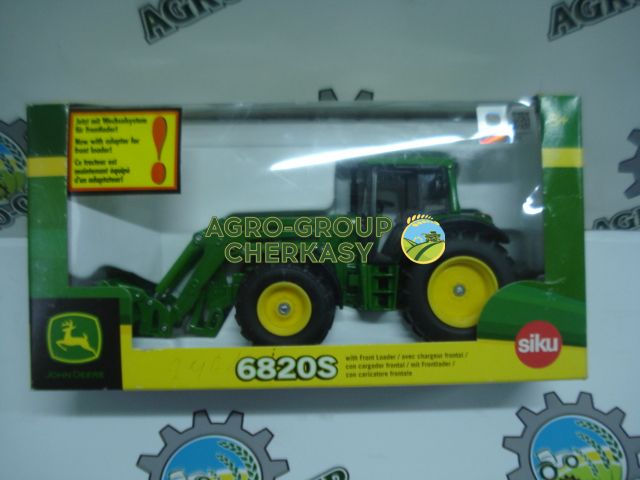 AGRO
AGRO-
Jetzt mit Wechselsystem
für Frontlader!
Now with adapter for
front loader!
Ce tracteur est
maintenant équipé
d'un adaptateur!
!
AGRO-GROUP
CHERKASY
JOHN DEERE
6820S
with Front Loader / avec chargeur frontal /
con cargador frontal / mit Frontlader /
con caricatore frontale
siku
AGRO-